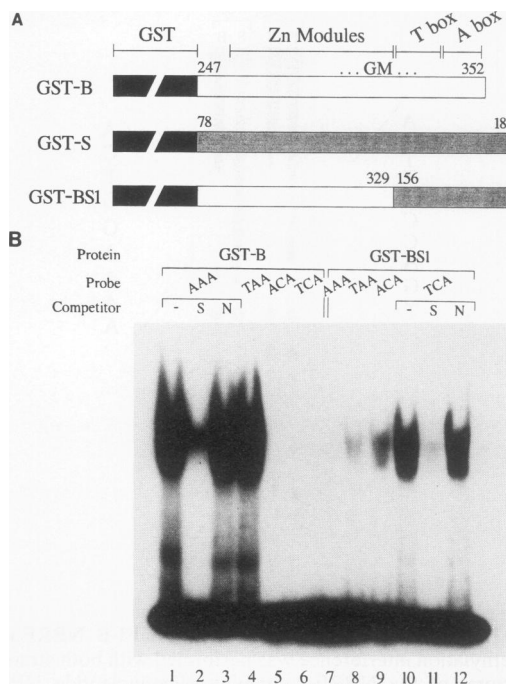 A
GST Zn Modules T box A box
247 ... GM ... 352
GST-B
78 18
GST-S
329 156
GST-BS1
B
Protein GST-B GST-BS1
Probe AAA TAA ACA TCA AAA TAA ACA TCA
Competitor - S N - S N
1 2 3 4 5 6 7 8 9 10 11 12